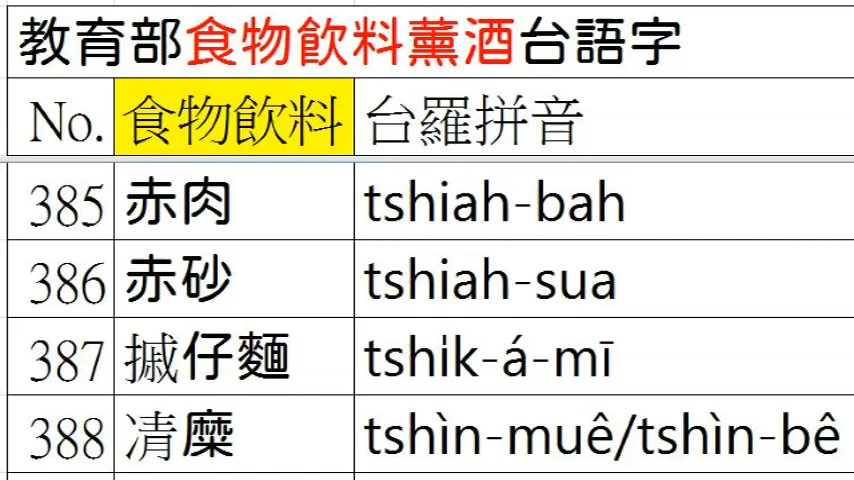 教育部食物飲料薰酒台語字
No. 食物飲料 台羅拼音
385 赤肉 tshiah-bah
386 赤砂 tshiah-sua
387 摵仔麵 tshi̍k-á-mī
388 凊糜 tshìn-muê/tshìn-bê